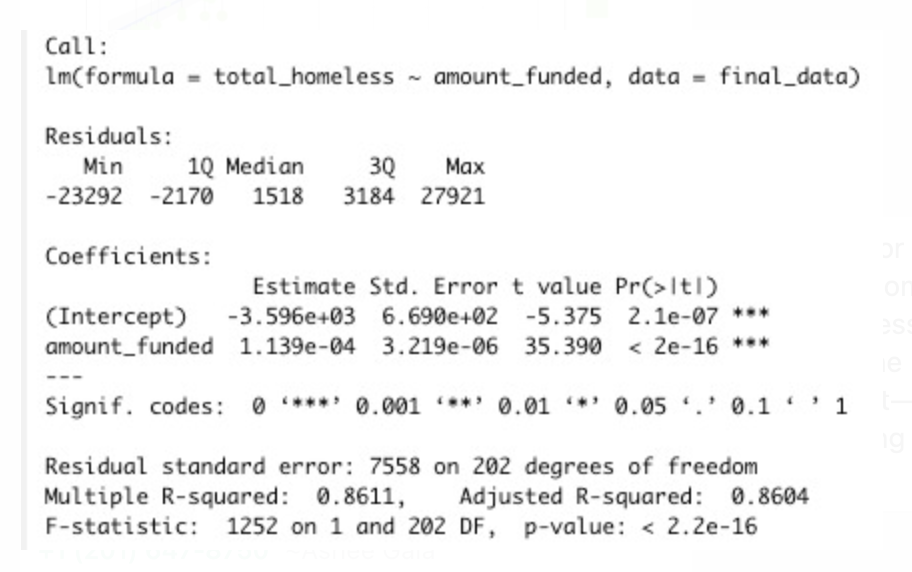 Call:
lm(formula = total_homeless ~ amount_funded, data = final_data)
Residuals:
Min 1Q Median 3Q Max
-23292 -2170 1518 3184 27921
Coefficients:
Estimate Std. Error t value Pr(>|t|)
(Intercept) -3.596e+03 6.690e+02 -5.375 2.1e-07 ***
amount_funded 1.139e-04 3.219e-06 35.390 < 2e-16 ***
---
Signif. codes: 0 ‘***’ 0.001 ‘**’ 0.01 ‘*’ 0.05 ‘.’ 0.1 ‘ ’ 1
Residual standard error: 7558 on 202 degrees of freedom
Multiple R-squared: 0.8611, Adjusted R-squared: 0.8604
F-statistic: 1252 on 1 and 202 DF, p-value: < 2.2e-16